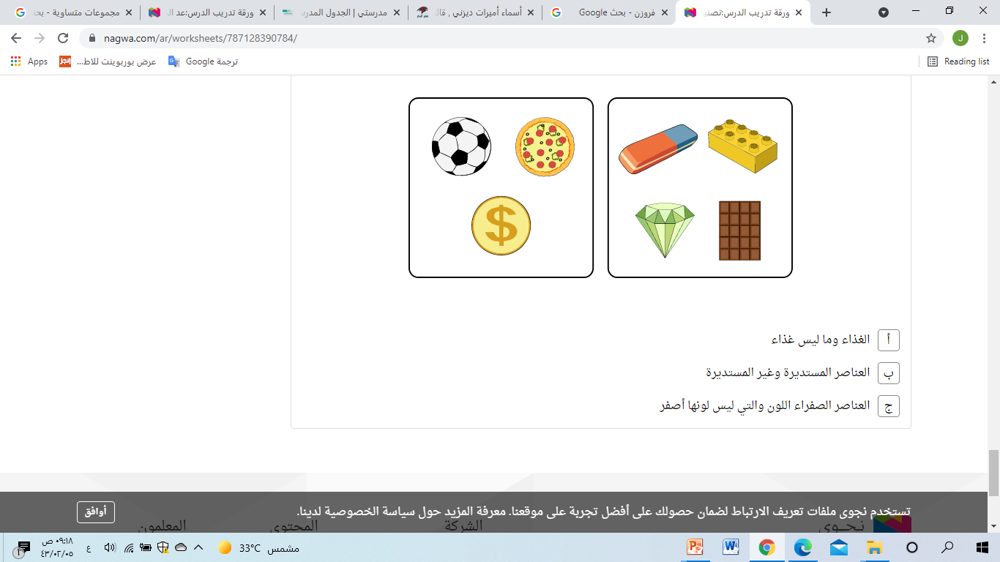 مجموعات متساوية - بحث
ورقة تدريب الدرس:عد ال
مدرستي | الجدول المدرس
أسماء أميرات ديزني , قائ
فروزن - بحث Google
ورقة تدريب الدرس:تصني
nagwa.com/ar/worksheets/787128390784/
J
Apps
عرض بوربوينت للاط...
ترجمة Google
Reading list
$
أ الغذاء وما ليس غذاء
ب العناصر المستديرة وغير المستديرة
ج العناصر الصفراء اللون والتي ليس لونها أصفر
تستخدم نجوى ملفات تعريف الارتباط لضمان حصولك على أفضل تجربة على موقعنا. معرفة المزيد حول سياسة الخصوصية لدينا.
أوافق
نجوى
الشركة
المحتوى
المعلمون
٠٩:١٨ ص
٤٣/٠٢/٠٥
١
ع
33°C
مشمس